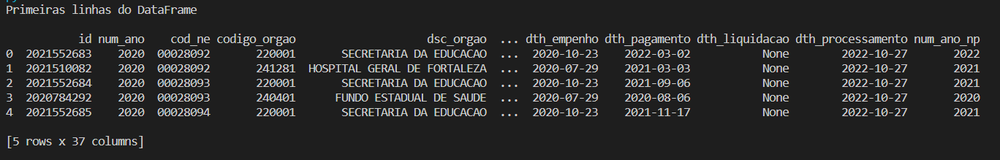 Primeiras linhas do DataFrame
id num_ano cod_ne codigo_orgao dsc_orgao ... dth_empenho dth_pagamento dth_liquidacao dth_processamento num_ano_np
0 2021552683 2020 00028092 220001 SECRETARIA DA EDUCACAO ... 2020-10-23 2022-03-02 None 2022-10-27 2022
1 2021510082 2020 00028092 241281 HOSPITAL GERAL DE FORTALEZA ... 2020-07-29 2021-03-03 None 2022-10-27 2021
2 2021552684 2020 00028093 220001 SECRETARIA DA EDUCACAO ... 2020-10-23 2021-09-06 None 2022-10-27 2021
3 2020784292 2020 00028093 240401 FUNDO ESTADUAL DE SAUDE ... 2020-07-29 2020-08-06 None 2022-10-27 2020
4 2021552685 2020 00028094 220001 SECRETARIA DA EDUCACAO ... 2020-10-23 2021-11-17 None 2022-10-27 2021
[5 rows x 37 columns]